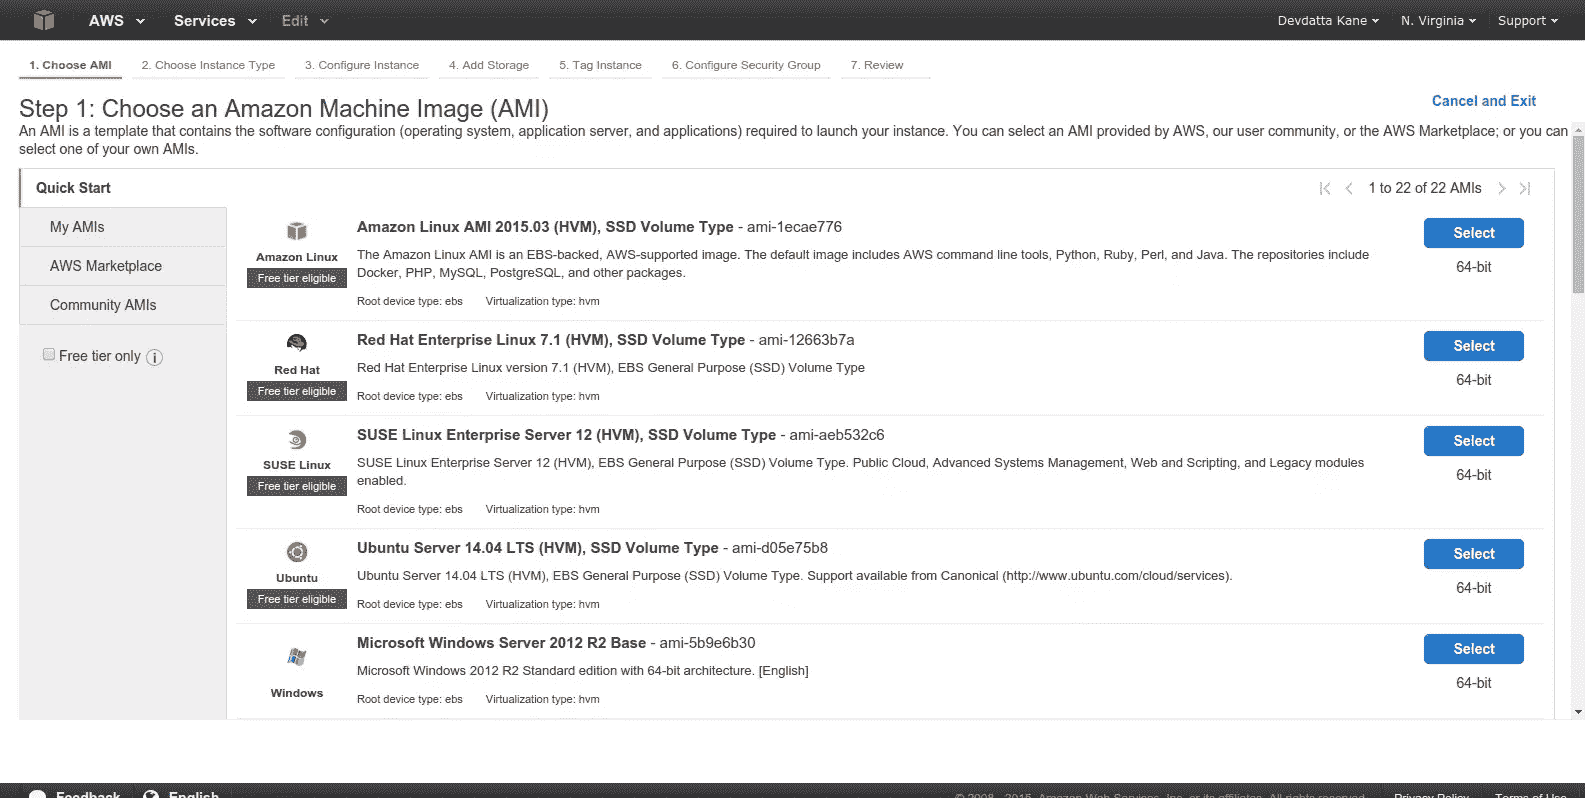 AWS Services Edit Devdatta Kane N. Virginia Support
1. Choose AMI 2. Choose Instance Type 3. Configure Instance 4. Add Storage 5. Tag Instance 6. Configure Security Group 7. Review
Step 1: Choose an Amazon Machine Image (AMI)
Cancel and Exit
An AMI is a template that contains the software configuration (operating system, application server, and applications) required to launch your instance. You can select an AMI provided by AWS, our user community, or the AWS Marketplace; or you can
select one of your own AMIs.
Quick Start
My AMIs
AWS Marketplace
Community AMIs
Free tier only
1 to 22 of 22 AMIs
Amazon Linux
Free tier eligible
Amazon Linux AMI 2015.03 (HVM), SSD Volume Type - ami-1ecae776
The Amazon Linux AMI is an EBS-backed, AWS-supported image. The default image includes AWS command line tools, Python, Ruby, Perl, and Java. The repositories include
Docker, PHP, MySQL, PostgreSQL, and other packages.
Root device type: ebs Virtualization type: hvm
Select
64-bit
Red Hat
Free tier eligible
Red Hat Enterprise Linux 7.1 (HVM), SSD Volume Type - ami-12663b7a
Red Hat Enterprise Linux version 7.1 (HVM), EBS General Purpose (SSD) Volume Type
Root device type: ebs Virtualization type: hvm
Select
64-bit
SUSE Linux
Free tier eligible
SUSE Linux Enterprise Server 12 (HVM), SSD Volume Type - ami-aeb532c6
SUSE Linux Enterprise Server 12 (HVM), EBS General Purpose (SSD) Volume Type. Public Cloud, Advanced Systems Management, Web and Scripting, and Legacy modules
enabled.
Root device type: ebs Virtualization type: hvm
Select
64-bit
Ubuntu
Free tier eligible
Ubuntu Server 14.04 LTS (HVM), SSD Volume Type - ami-d05e75b8
Ubuntu Server 14.04 LTS (HVM), EBS General Purpose (SSD) Volume Type. Support available from Canonical (http://www.ubuntu.com/cloud/services).
Root device type: ebs Virtualization type: hvm
Select
64-bit
Windows
Microsoft Windows Server 2012 R2 Base - ami-5b9e6b30
Microsoft Windows 2012 R2 Standard edition with 64-bit architecture. [English]
Root device type: ebs Virtualization type: hvm
Select
64-bit
Feedback English © 2008 - 2015, Amazon Web Services, Inc. or its affiliates. All rights reserved. Privacy Policy Terms of Use